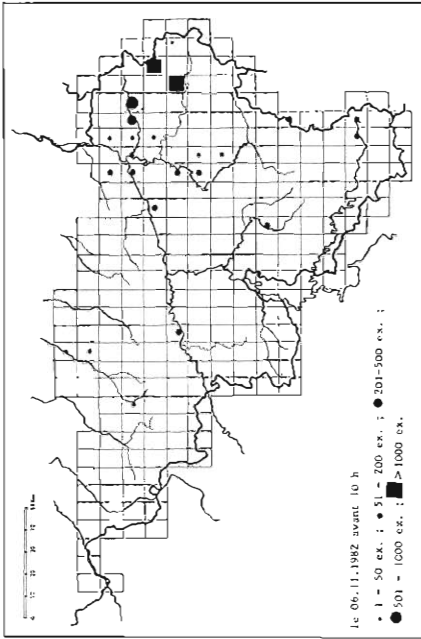 le 06.11.1982 avant 10 h
• 1 - 50 ex. ; • 51 - 200 ex. ; ● 201-500 ex. ;
● 501 - 1000 ex. ; ■ >1000 ex.